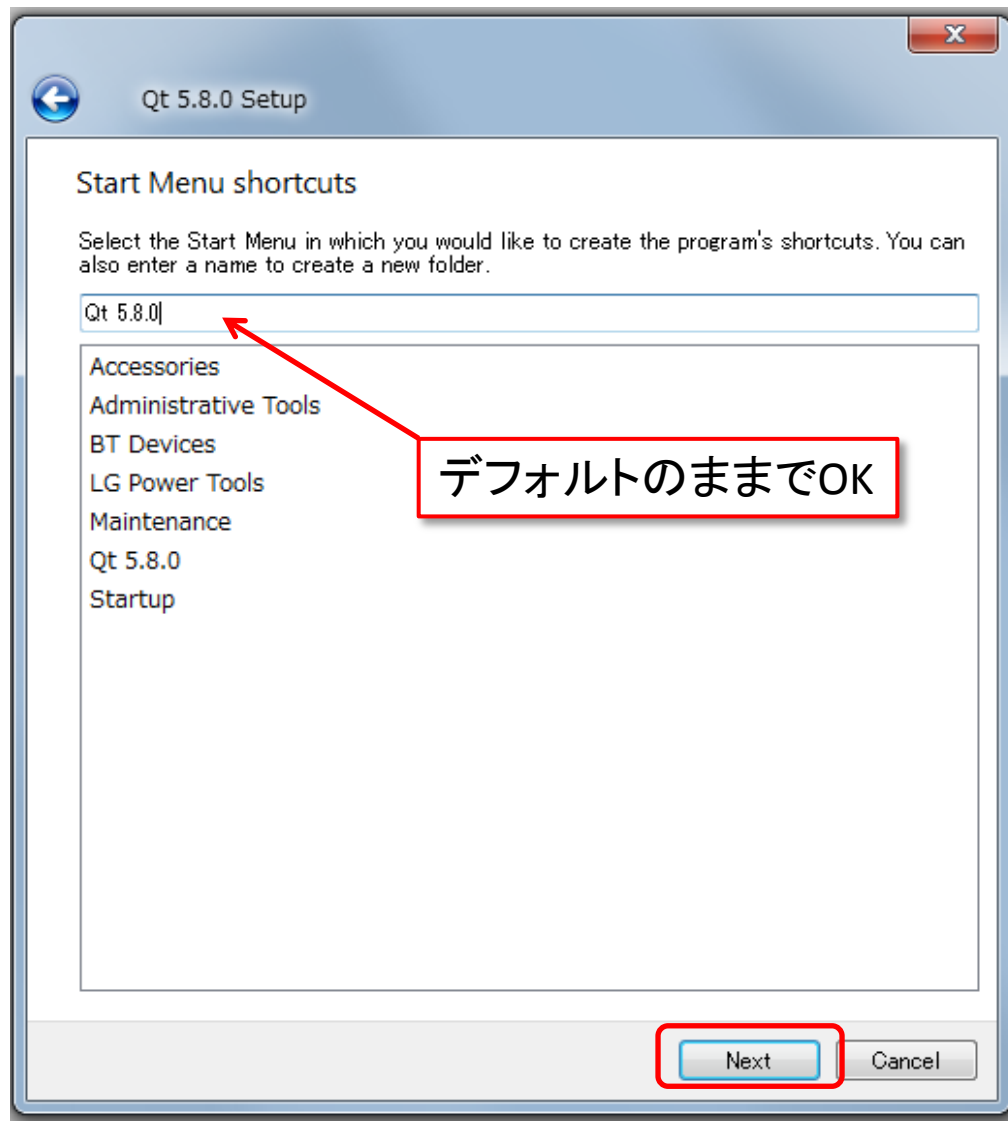 Qt 5.8.0 Setup
Start Menu shortcuts
Select the Start Menu in which you would like to create the program's shortcuts. You can
also enter a name to create a new folder.
Qt 5.8.0
Accessories
Administrative Tools
BT Devices
LG Power Tools
Maintenance
Qt 5.8.0
Startup
デフォルトのままでOK
Next
Cancel